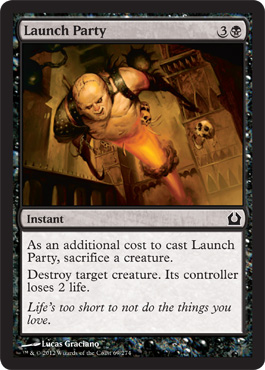 Launch Party 3
Instant
As an additional cost to cast Launch
Party, sacrifice a creature.
Destroy target creature. Its controller
loses 2 life.
Life's too short to not do the things you
love.
Lucas Graciano
™ & © 2012 Wizards of the Coast 69/274